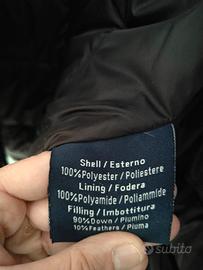 Shell / Esterno
100%Polyester / Poliestere
Lining / Fodera
100%Polyamide / Poliammide
Filling / Imbottitura
90%Down / Piumino
10%Feathers / Piuma
subito